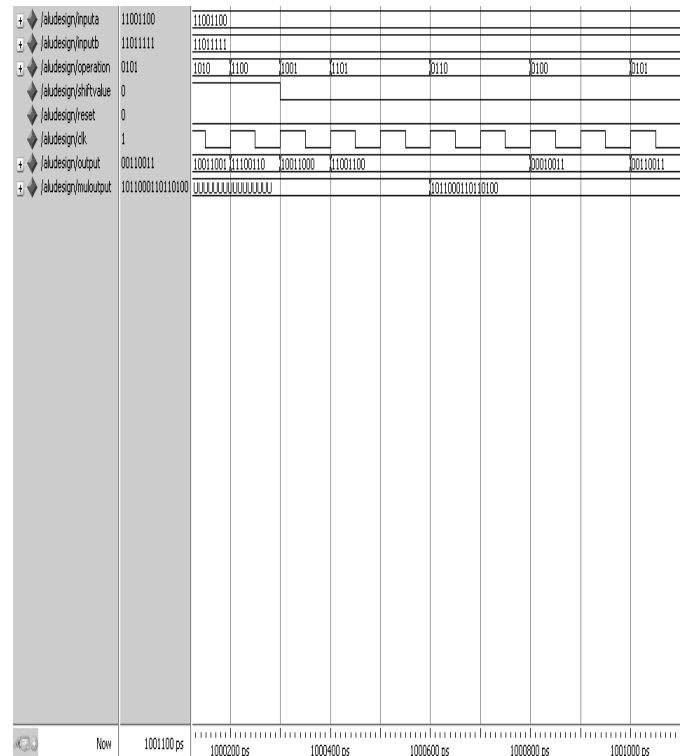 /aludesign/inputa 11001100 11001100
/aludesign/inputb 11011111 11011111
/aludesign/operation 0101 1010 1100 1001 1101 0110 0100 0101
/aludesign/shiftvalue 0
/aludesign/reset 0
/aludesign/clk 1
/aludesign/output 00110011 10011001 11100110 10011000 11001100 00010011 00110011
/aludesign/muloutput 1011000110110100 UUUUUUUUUUUUUUUU 1011000110110100
Now 1001100 ps 1000200 ps 1000400 ps 1000600 ps 1000800 ps 1001000 ps